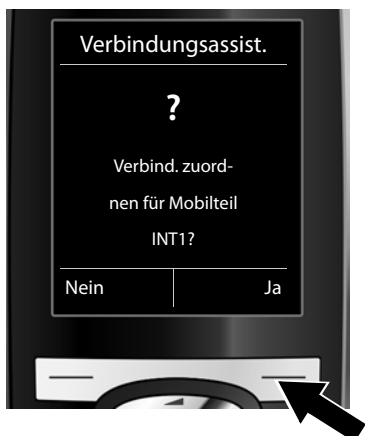 Verbindungsassist.
?
Verbind. zuord-
nen für Mobilteil
INT1?
Nein Ja